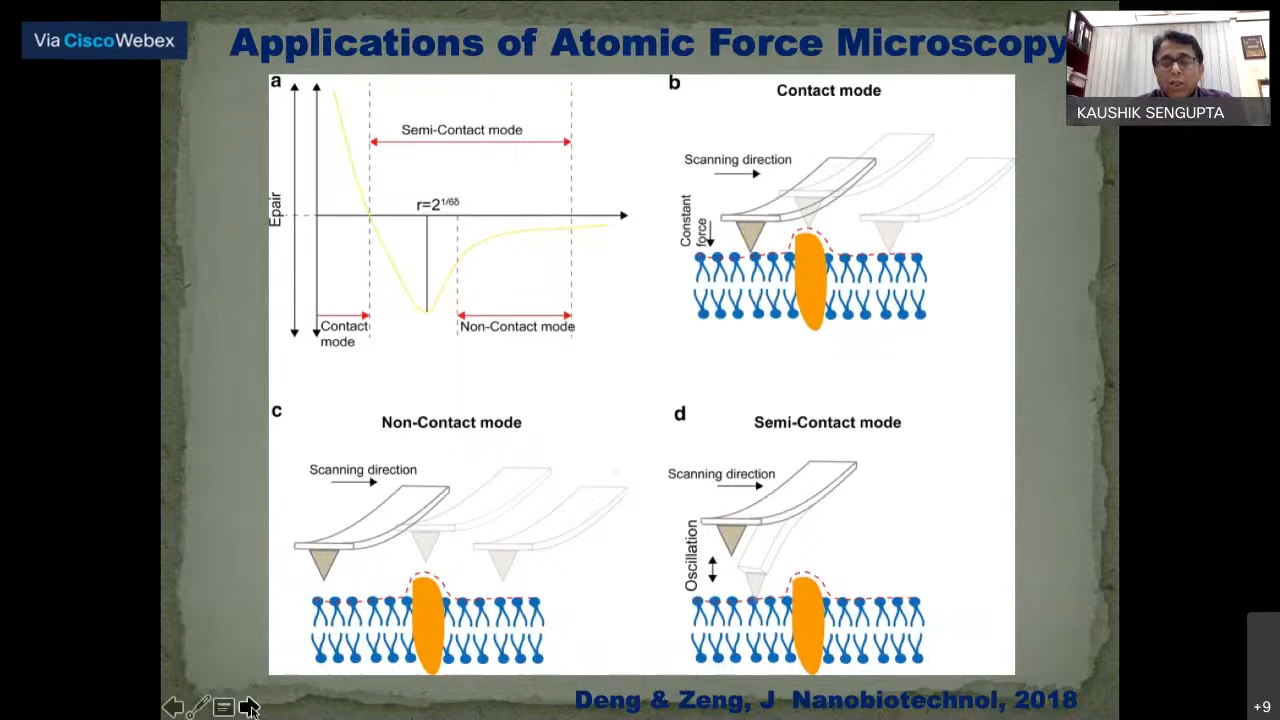 Via CiscoWebex
Applications of Atomic Force Microscopy
KAUSHIK SENGUPTA
a
Semi-Contact mode
r=2^1/6δ
Epair
Contact
mode
Non-Contact mode
b
Contact mode
Scanning direction
Constant
force
c
Non-Contact mode
Scanning direction
d
Semi-Contact mode
Scanning direction
Oscillation
Deng & Zeng, J Nanobiotechnol, 2018
+9